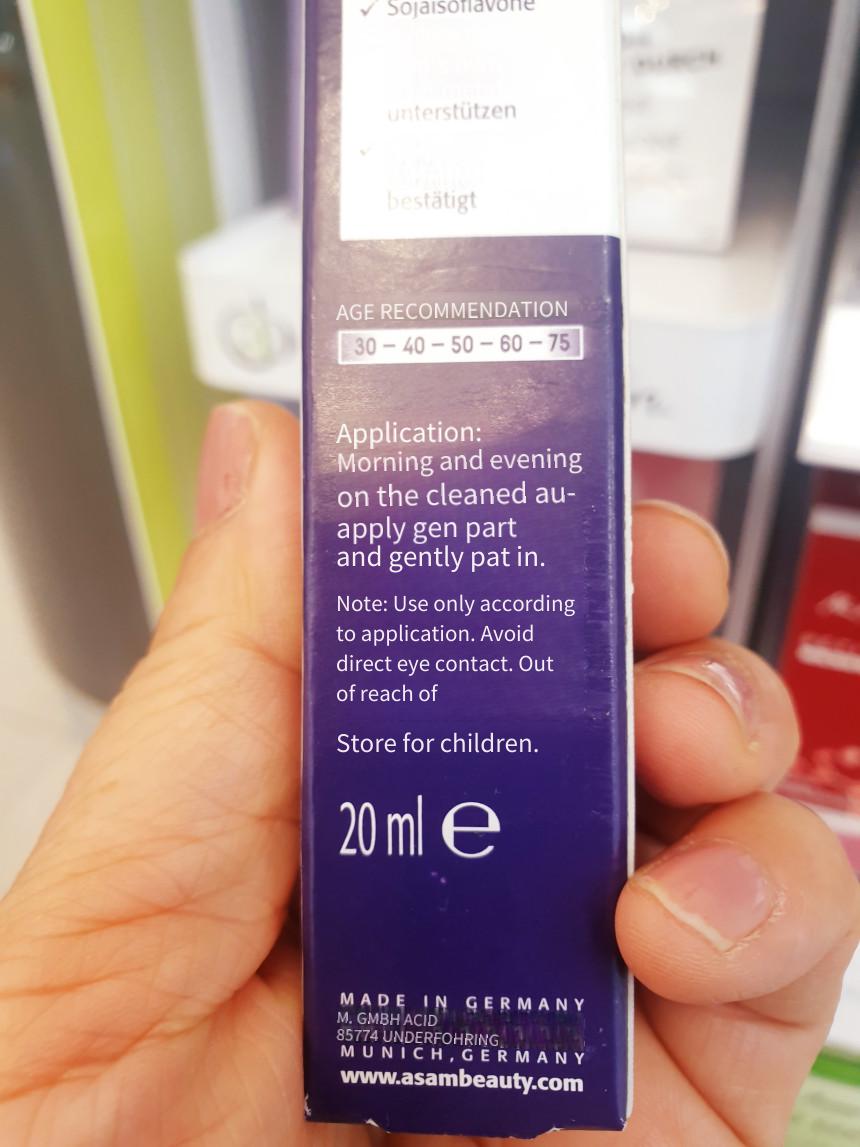 ✓ Sojaisoflavone
unterstützen
✓
bestätigt
AGE RECOMMENDATION
30 – 40 – 50 – 60 – 75
Application:
Morning and evening
on the cleaned au-
apply gen part
and gently pat in.
Note: Use only according
to application. Avoid
direct eye contact. Out
of reach of
Store for children.
20 ml ℮
MADE IN GERMANY
M. GMBH ACID
85774 UNDERFOHRING
MUNICH, GERMANY
www.asambeauty.com